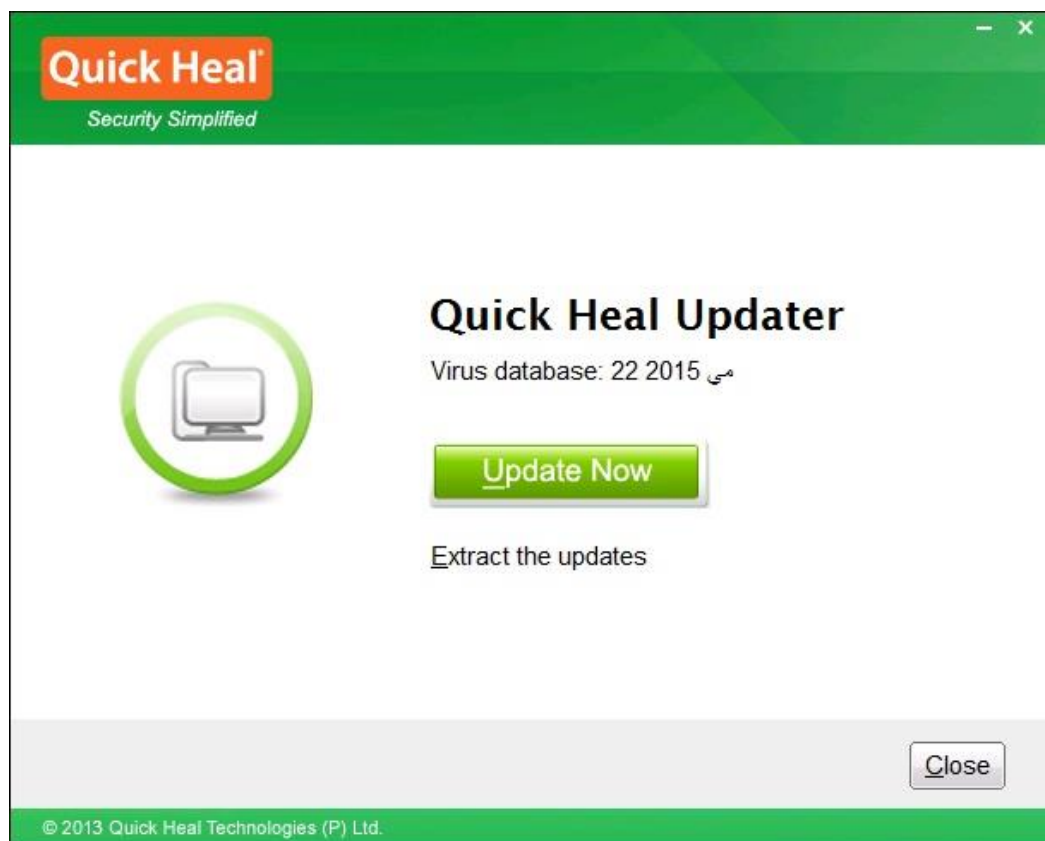 Quick Heal
Security Simplified
Quick Heal Updater
Virus database: 22 2015 مي
Update Now
Extract the updates
Close
© 2013 Quick Heal Technologies (P) Ltd.